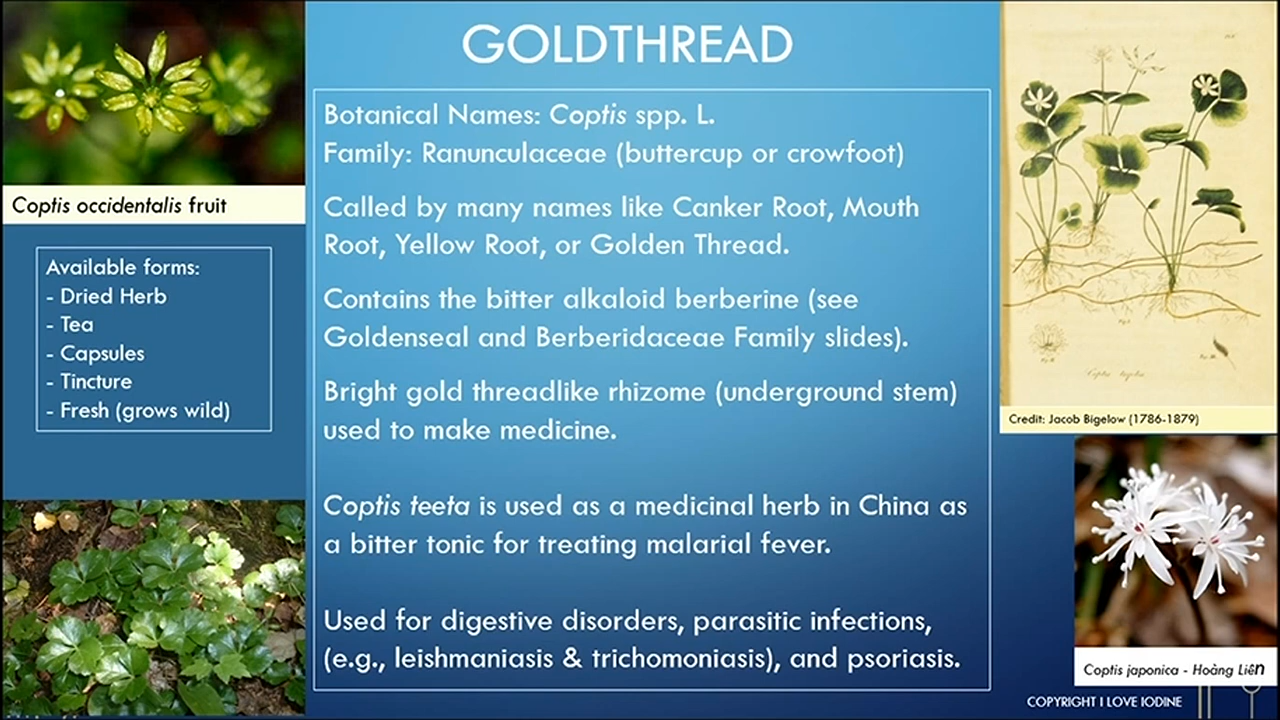 GOLDTHREAD
Coptis occidentalis fruit
Available forms:
- Dried Herb
- Tea
- Capsules
- Tincture
- Fresh (grows wild)
Botanical Names: Coptis spp. L.
Family: Ranunculaceae (buttercup or crowfoot)
Called by many names like Canker Root, Mouth
Root, Yellow Root, or Golden Thread.
Contains the bitter alkaloid berberine (see
Goldenseal and Berberidaceae Family slides).
Bright gold threadlike rhizome (underground stem)
used to make medicine.
Coptis teeta is used as a medicinal herb in China as
a bitter tonic for treating malarial fever.
Used for digestive disorders, parasitic infections,
(e.g., leishmaniasis & trichomoniasis), and psoriasis.
Credit: Jacob Bigelow (1786-1879)
Coptis japonica - Hoàng Liên
COPYRIGHT I LOVE IODINE